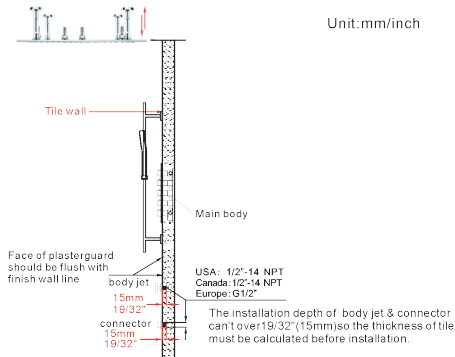 Unit:mm/inch
Tile wall
Main body
Face of plasterguard
should be flush with
finish wall line
body jet
USA: 1/2"-14 NPT
Canada:1/2"-14 NPT
Europe:G1/2"
15mm
19/32"
connector
15mm
19/32"
The installation depth of body jet & connector
can't over19/32"(15mm)so the thickness of tile
must be calculated before installation.